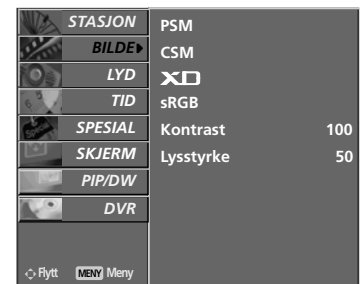 STASJON
BILDE
LYD
TID
SPESIAL
SKJERM
PIP/DW
DVR
Flytt MENY Meny
PSM
CSM
XD
sRGB
Kontrast 100
Lysstyrke 50